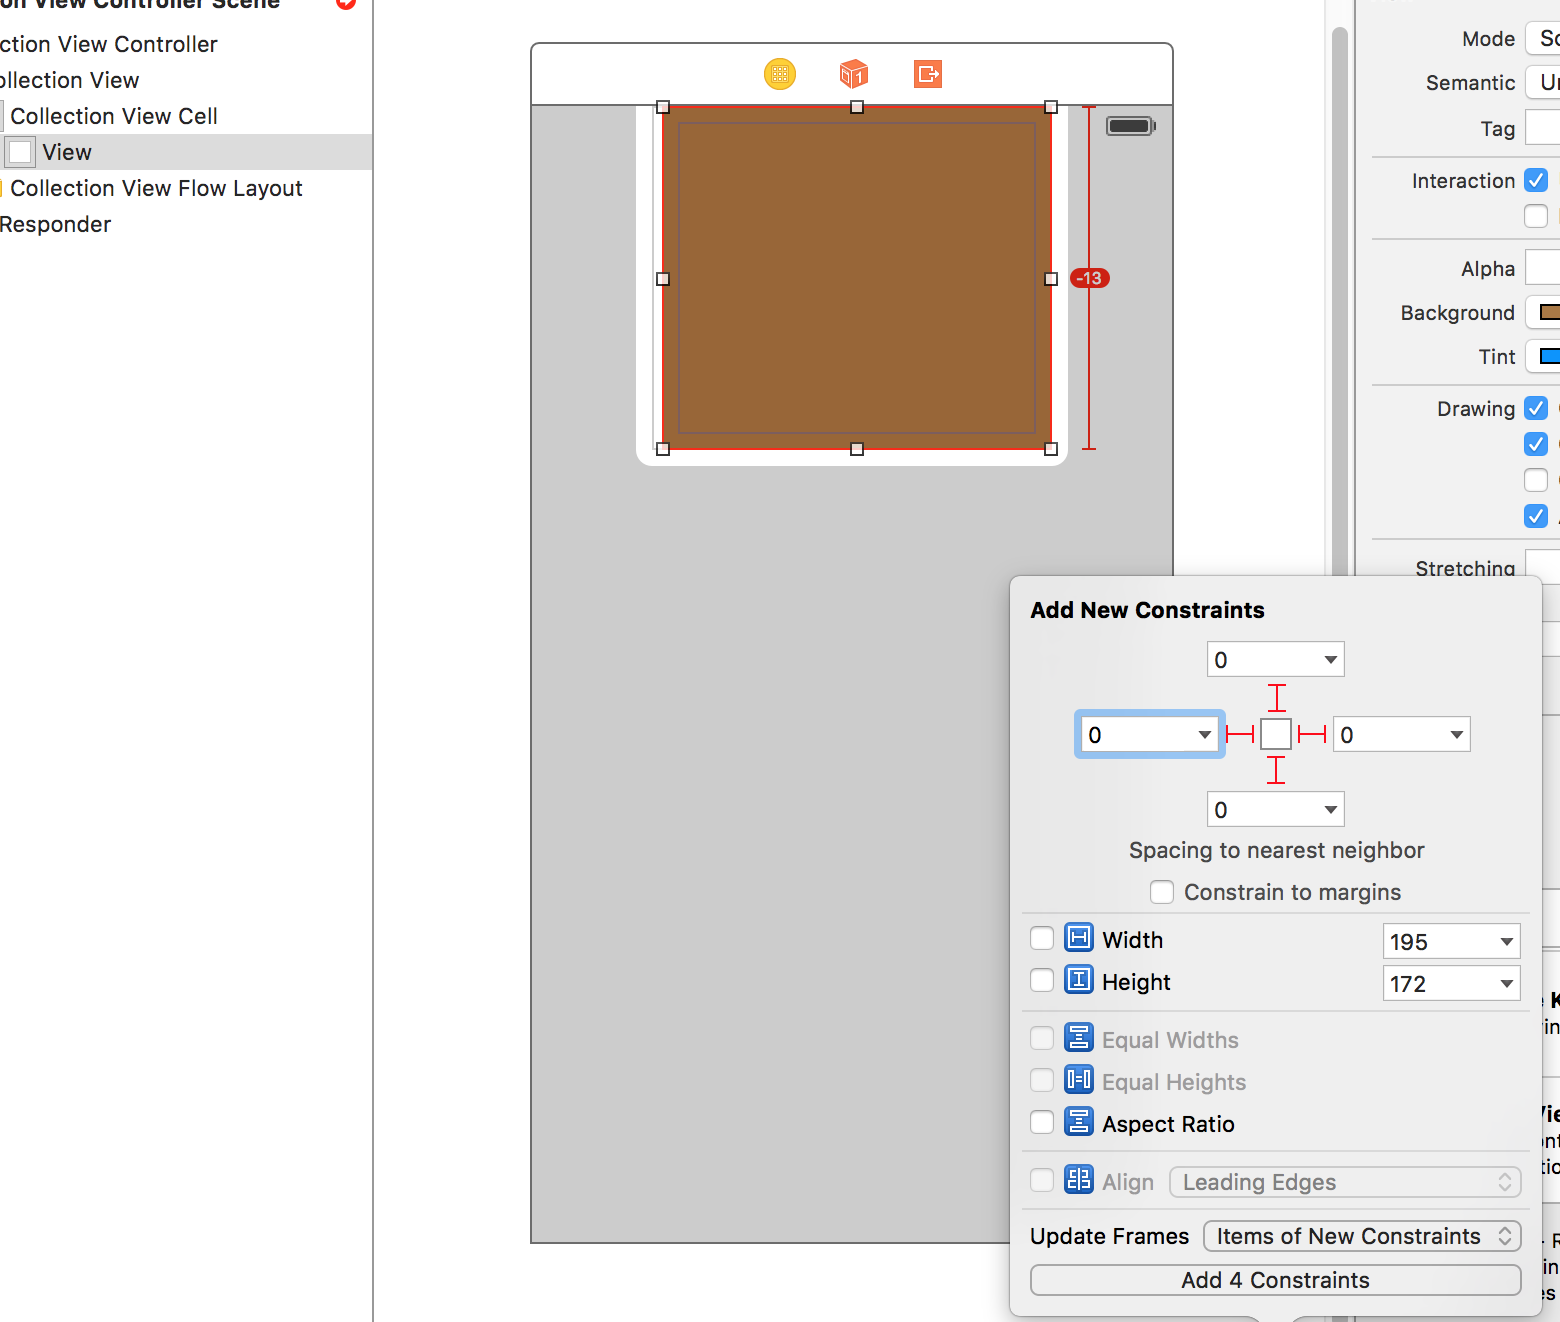 on View Controller Scene
ction View Controller
ollection View
Collection View Cell
View
Collection View Flow Layout
Responder
1
-13
Mode
Semantic
Tag
Interaction
Alpha
Background
Tint
Drawing
Stretching
Add New Constraints
0
0
0
0
Spacing to nearest neighbor
Constrain to margins
Width 195
Height 172
Equal Widths
Equal Heights
Aspect Ratio
Align Leading Edges
Update Frames Items of New Constraints
Add 4 Constraints